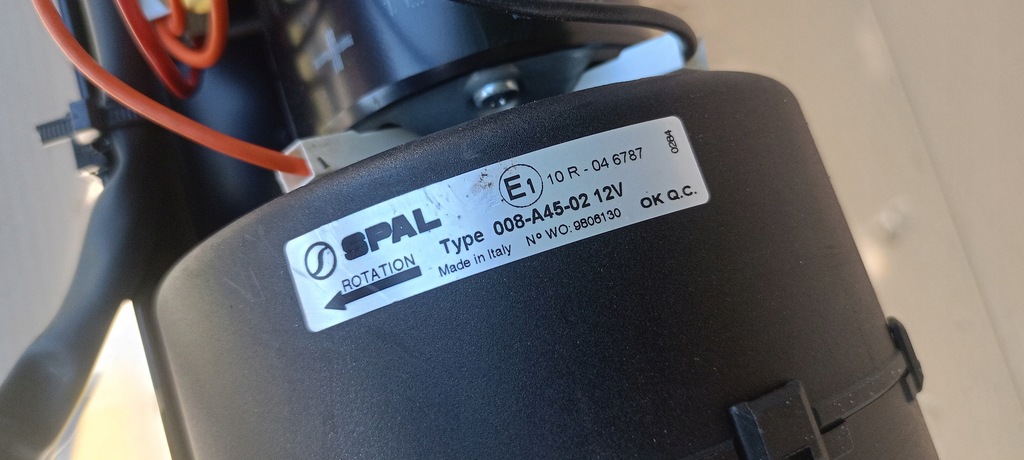 SPAL
ROTATION
E1 10 R - 04 6787
Type 008-A45-02 12V
Made in Italy Nº WO: 9806130
OK Q.C.
0284
+